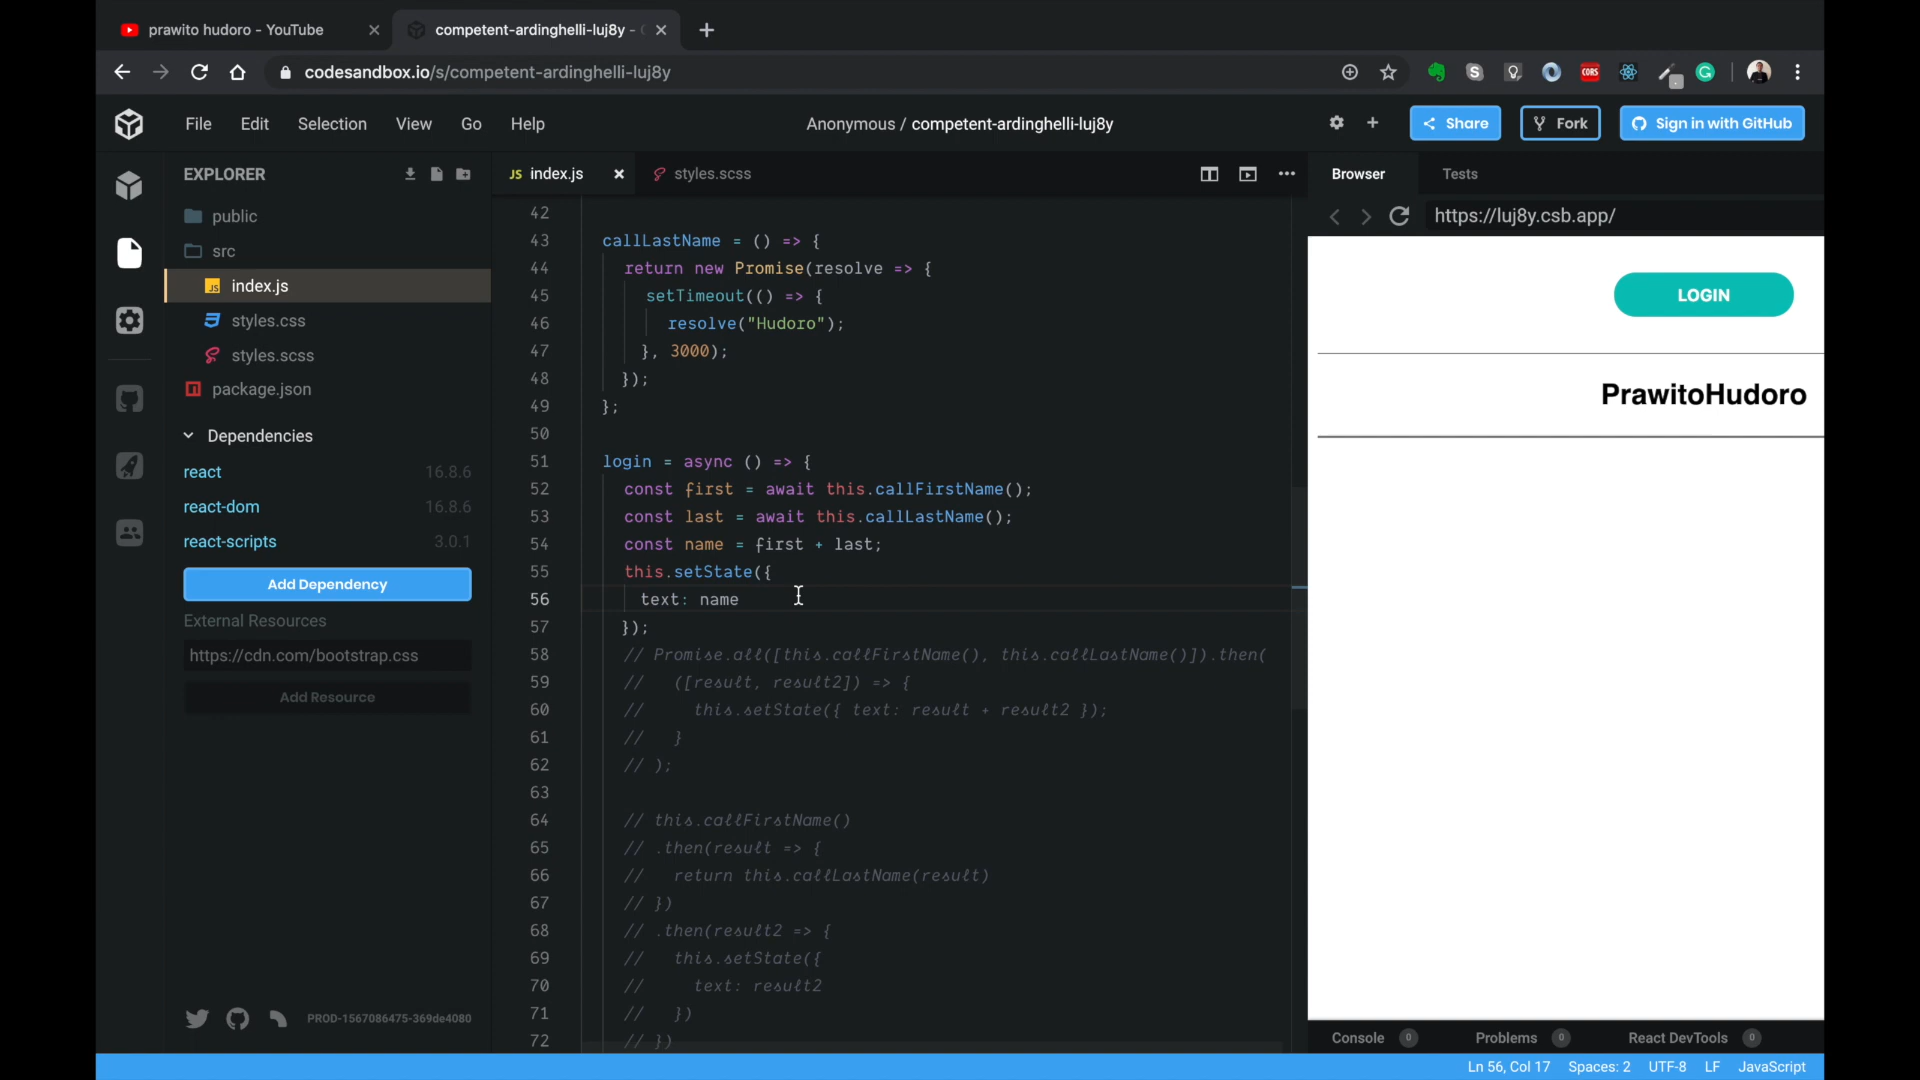 prawito hudoro - YouTube
competent-ardinghelli-luj8y -
codesandbox.io/s/competent-ardinghelli-luj8y
CORS
File Edit Selection View Go Help
Anonymous / competent-ardinghelli-luj8y
Share
Fork
Sign in with GitHub
EXPLORER
public
src
JS index.js
styles.css
styles.scss
package.json
Dependencies
react 16.8.6
react-dom 16.8.6
react-scripts 3.0.1
Add Dependency
External Resources
https://cdn.com/bootstrap.css
Add Resource
PROD-1567086475-369de4080
JS index.js
styles.scss
42
43 callLastName = () => {
44 return new Promise(resolve => {
45 setTimeout(() => {
46 resolve("Hudoro");
47 }, 3000);
48 });
49 };
50
51 login = async () => {
52 const first = await this.callFirstName();
53 const last = await this.callLastName();
54 const name = first + last;
55 this.setState({
56 text: name
57 });
58 // Promise.all([this.callFirstName(), this.callLastName()]).then(
59 // ([result, result2]) => {
60 // this.setState({ text: result + result2 });
61 // }
62 // );
63
64 // this.callFirstName()
65 // .then(result => {
66 // return this.callLastName(result)
67 // })
68 // .then(result2 => {
69 // this.setState({
70 // text: result2
71 // })
72 // })
Browser Tests
https://luj8y.csb.app/
LOGIN
PrawitoHudoro
Console 0 Problems 0 React DevTools 0
Ln 56, Col 17 Spaces: 2 UTF-8 LF JavaScript